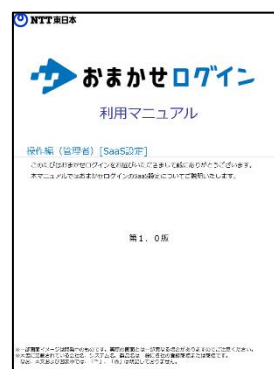 NTT東日本
おまかせログイン
利用マニュアル
操作編（管理者）[SaaS設定]
このたびはおまかせログインをお選びいただきまして誠にありがとうございます。
本マニュアルではおまかせログインのSaaS設定についてご説明いたします。
第1.0版